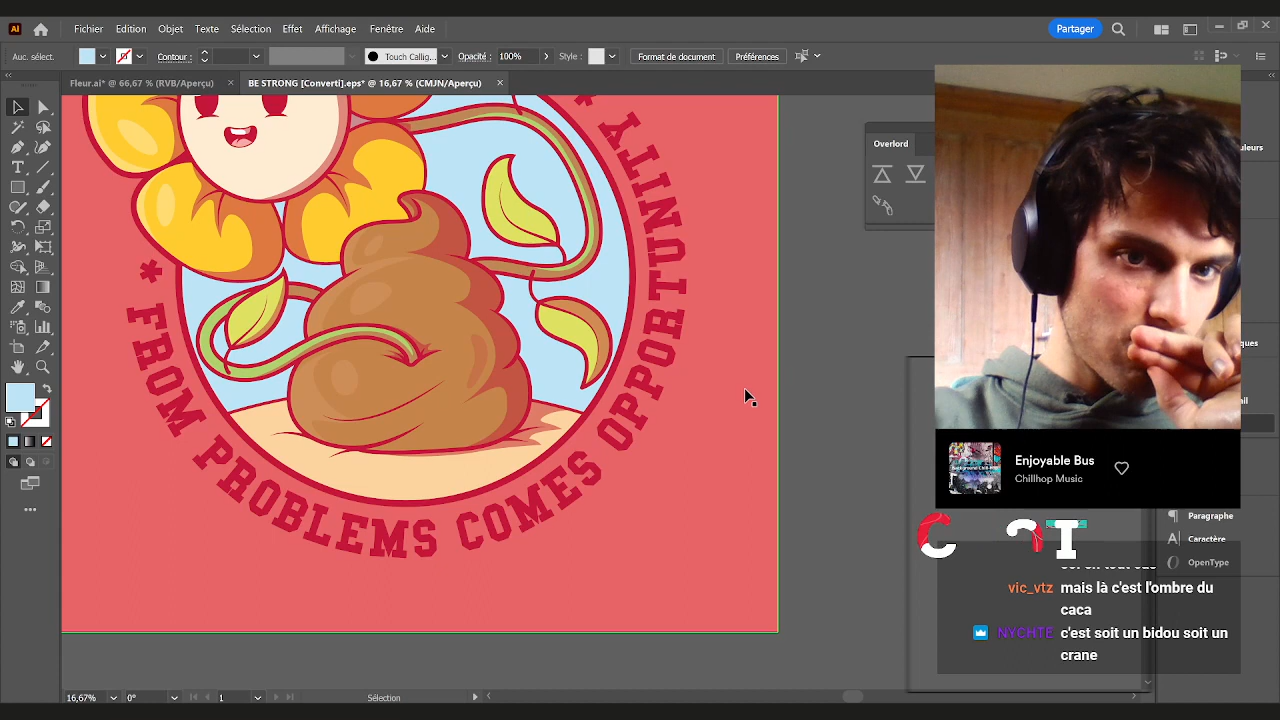 Fichier Edition Objet Texte Sélection Effet Affichage Fenêtre Aide
Partager
Auc. sélect. Contour : Touch Callig... Opacité : 100% Style : Format de document Préférences
Fleur.ai* @ 66,67 % (RVB/Aperçu) × BE STRONG [Converti].eps* @ 16,67 % (CMJN/Aperçu) ×
Overlord
* FROM PROBLEMS COMES OPPORTUNITY *
Enjoyable Bus
Chillhop Music
Paragraphe
Caractère
OpenType
vic_vtz mais là c'est l'ombre du
caca
NYCHTE c'est soit un bidou soit un
crane
16,67% 0° 1 Sélection